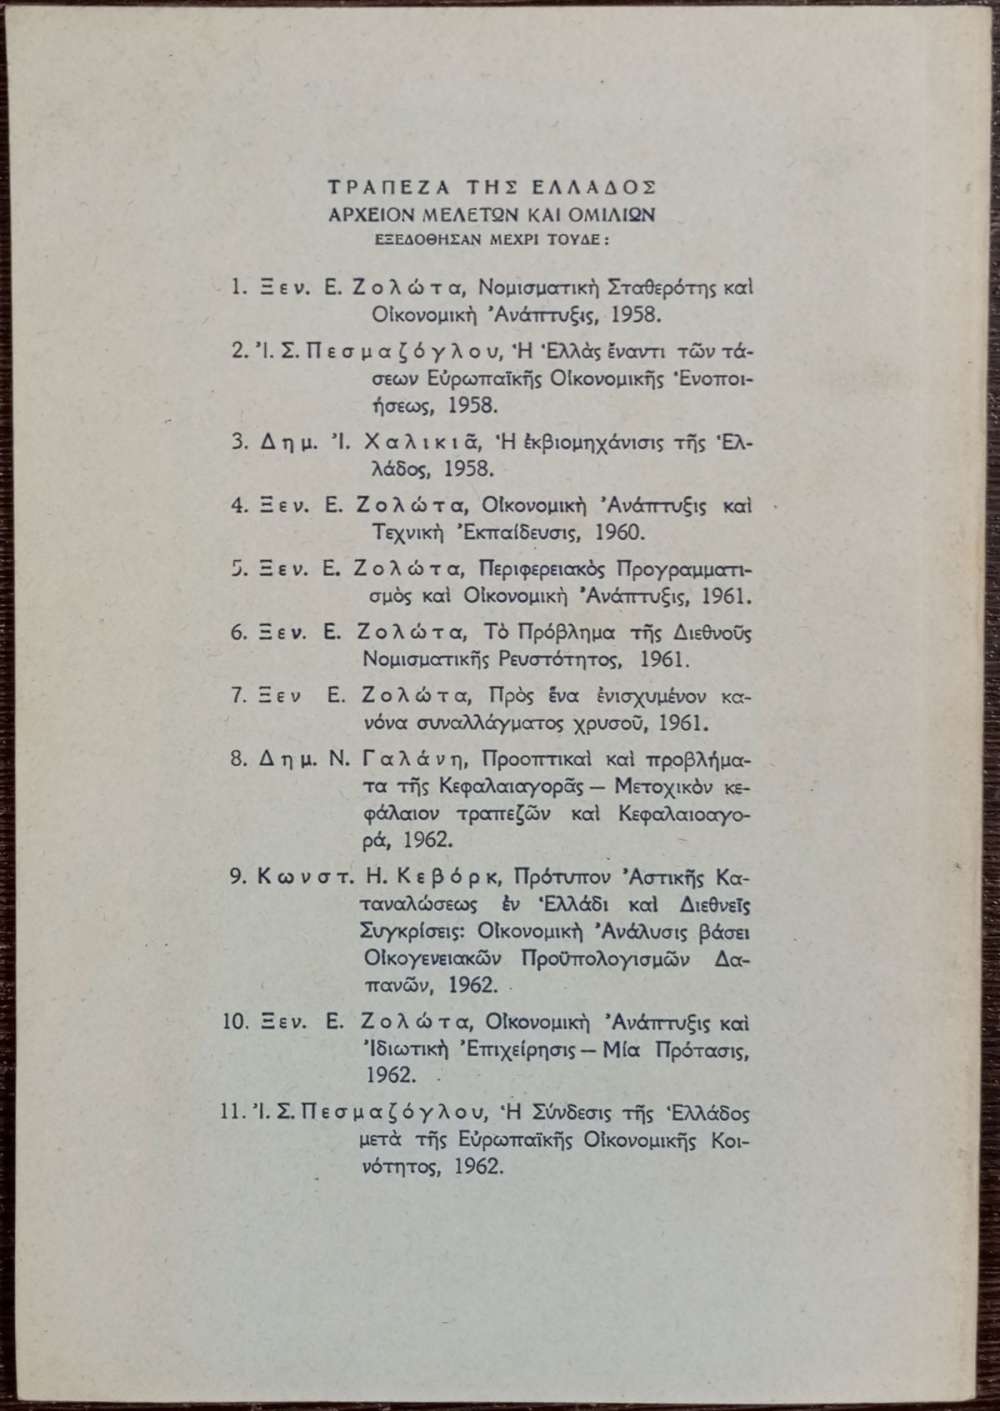 ΤΡΑΠΕΖΑ ΤΗΣ ΕΛΛΑΔΟΣ
ΑΡΧΕΙΟΝ ΜΕΛΕΤΩΝ ΚΑΙ ΟΜΙΛΙΩΝ
ΕΞΕΔΟΘΗΣΑΝ ΜΕΧΡΙ ΤΟΥΔΕ :
1. Ξεν. Ε. Ζολώτα, Νομισματικὴ Σταθερότης καὶ
Οἰκονομικὴ Ἀνάπτυξις, 1958.
2. Ἰ. Σ. Πεσμαζόγλου, Ἡ Ἑλλὰς ἔναντι τῶν τά-
σεων Εὐρωπαϊκῆς Οἰκονομικῆς Ἑνοποι-
ήσεως, 1958.
3. Δημ. Ἰ. Χαλικιᾶ, Ἡ ἐκβιομηχάνισις τῆς Ἑλ-
λάδος, 1958.
4. Ξεν. Ε. Ζολώτα, Οἰκονομικὴ Ἀνάπτυξις καὶ
Τεχνικὴ Ἐκπαίδευσις, 1960.
5. Ξεν. Ε. Ζολώτα, Περιφερειακὸς Προγραμματι-
σμὸς καὶ Οἰκονομικὴ Ἀνάπτυξις, 1961.
6. Ξεν. Ε. Ζολώτα, Τὸ Πρόβλημα τῆς Διεθνοῦς
Νομισματικῆς Ρευστότητος, 1961.
7. Ξεν Ε. Ζολώτα, Πρὸς ἕνα ἐνισχυμένον κα-
νόνα συναλλάγματος χρυσοῦ, 1961.
8. Δημ. Ν. Γαλάνη, Προοπτικαὶ καὶ προβλήμα-
τα τῆς Κεφαλαιαγορᾶς — Μετοχικὸν κε-
φάλαιον τραπεζῶν καὶ Κεφαλαιοαγο-
ρά, 1962.
9. Κωνστ. Η. Κεβόρκ, Πρότυπον Ἀστικῆς Κα-
ταναλώσεως ἐν Ἑλλάδι καὶ Διεθνεῖς
Συγκρίσεις: Οἰκονομικὴ Ἀνάλυσις βάσει
Οἰκογενειακῶν Προϋπολογισμῶν Δα-
πανῶν, 1962.
10. Ξεν. Ε. Ζολώτα, Οἰκονομικὴ Ἀνάπτυξις καὶ
Ἰδιωτικὴ Ἐπιχείρησις — Μία Πρότασις,
1962.
11. Ἰ. Σ. Πεσμαζόγλου, Ἡ Σύνδεσις τῆς Ἑλλάδος
μετὰ τῆς Εὐρωπαϊκῆς Οἰκονομικῆς Κοι-
νότητος, 1962.